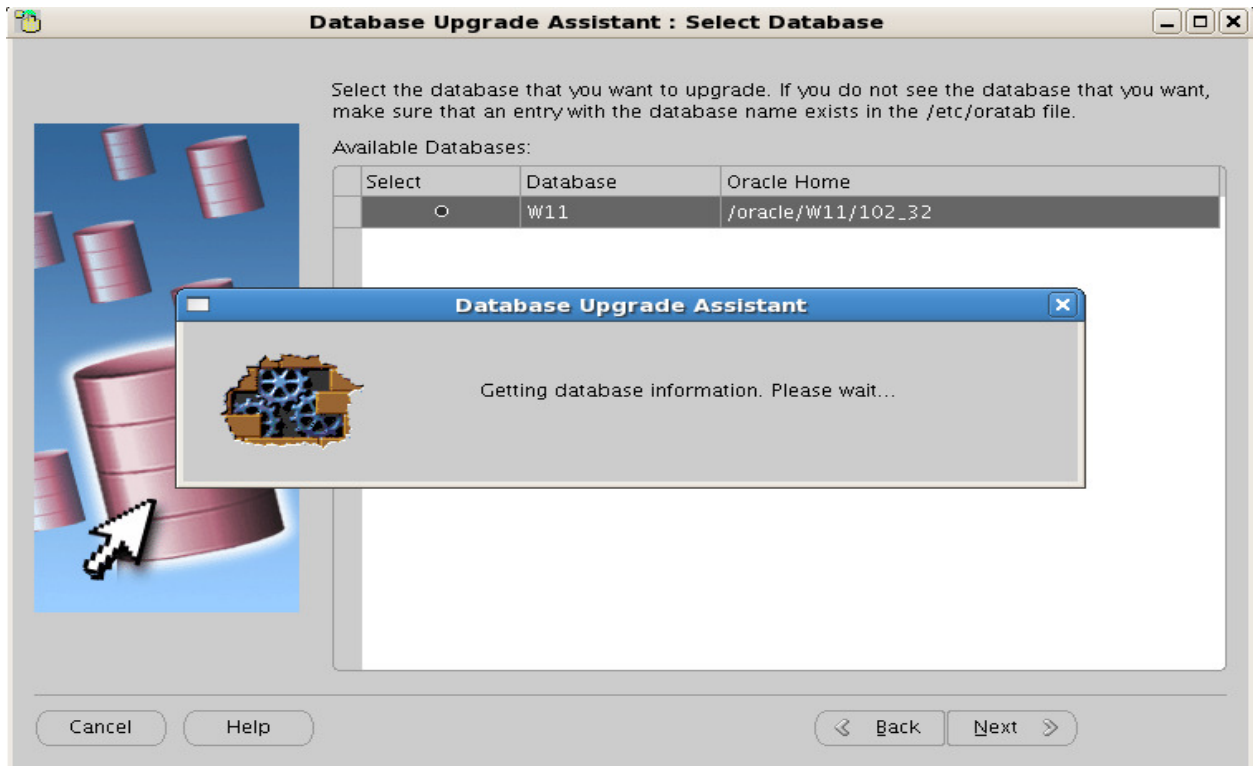 Database Upgrade Assistant : Select Database
Select the database that you want to upgrade. If you do not see the database that you want,
make sure that an entry with the database name exists in the /etc/oratab file.
Available Databases:
Select Database Oracle Home
W11 /oracle/W11/102_32
Database Upgrade Assistant
Getting database information. Please wait...
Cancel Help Back Next